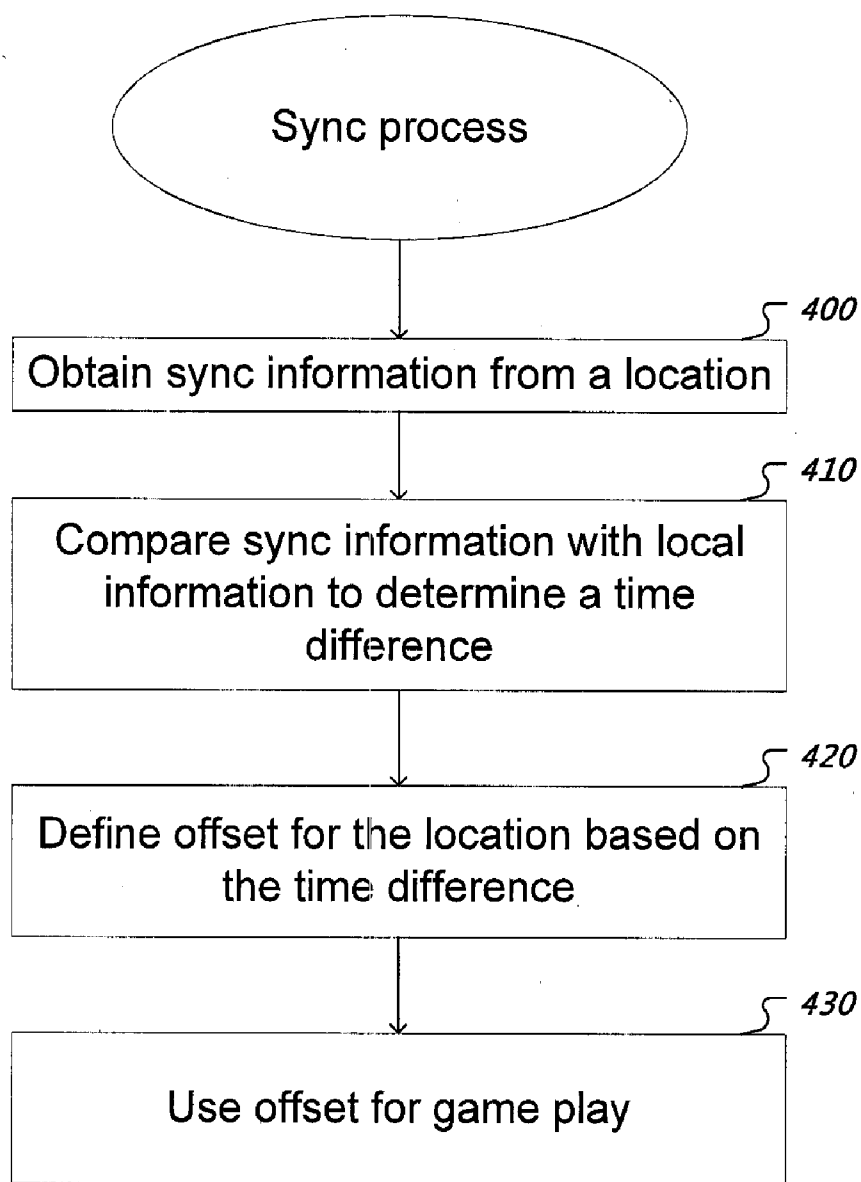 Sync process
400
Obtain sync information from a location
410
Compare sync information with local
information to determine a time
difference
420
Define offset for the location based on
the time difference
430
Use offset for game play